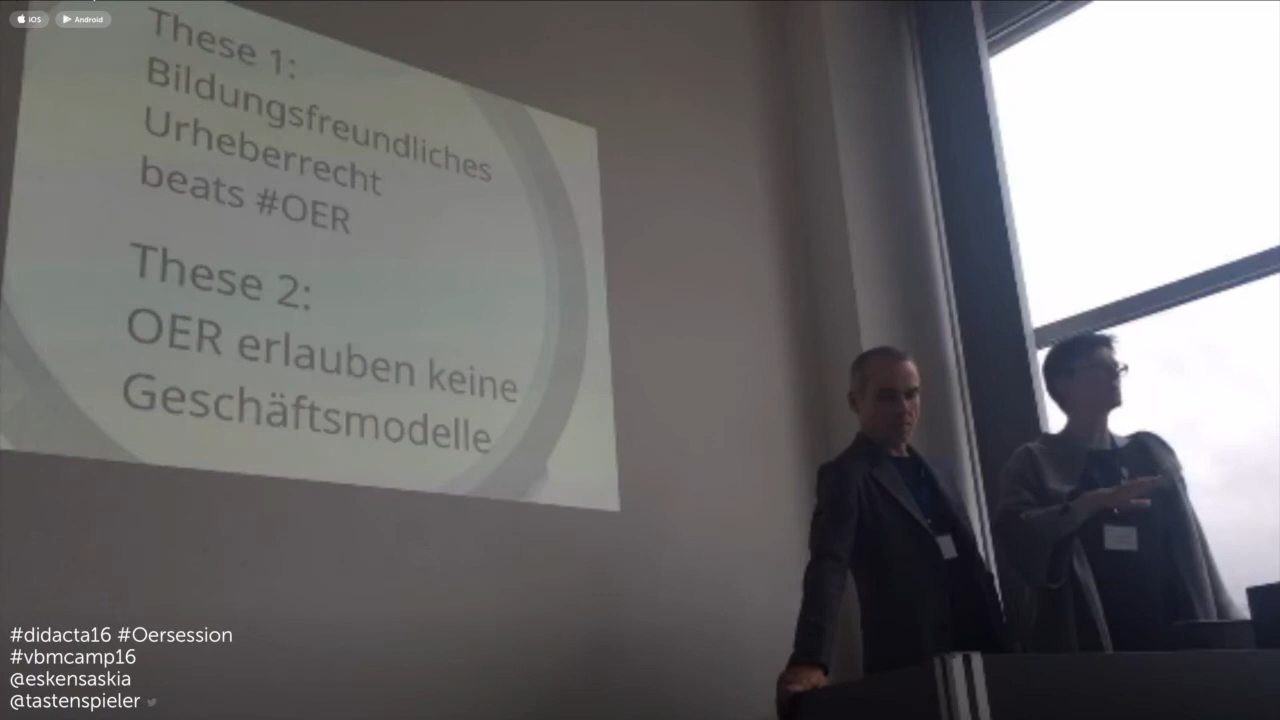 iOS
Android
These 1:
Bildungsfreundliches
Urheberrecht
beats #OER
These 2:
OER erlauben keine
Geschäftsmodelle
#didacta16 #Oersession
#vbmcamp16
@eskensaskia
@tastenspieler